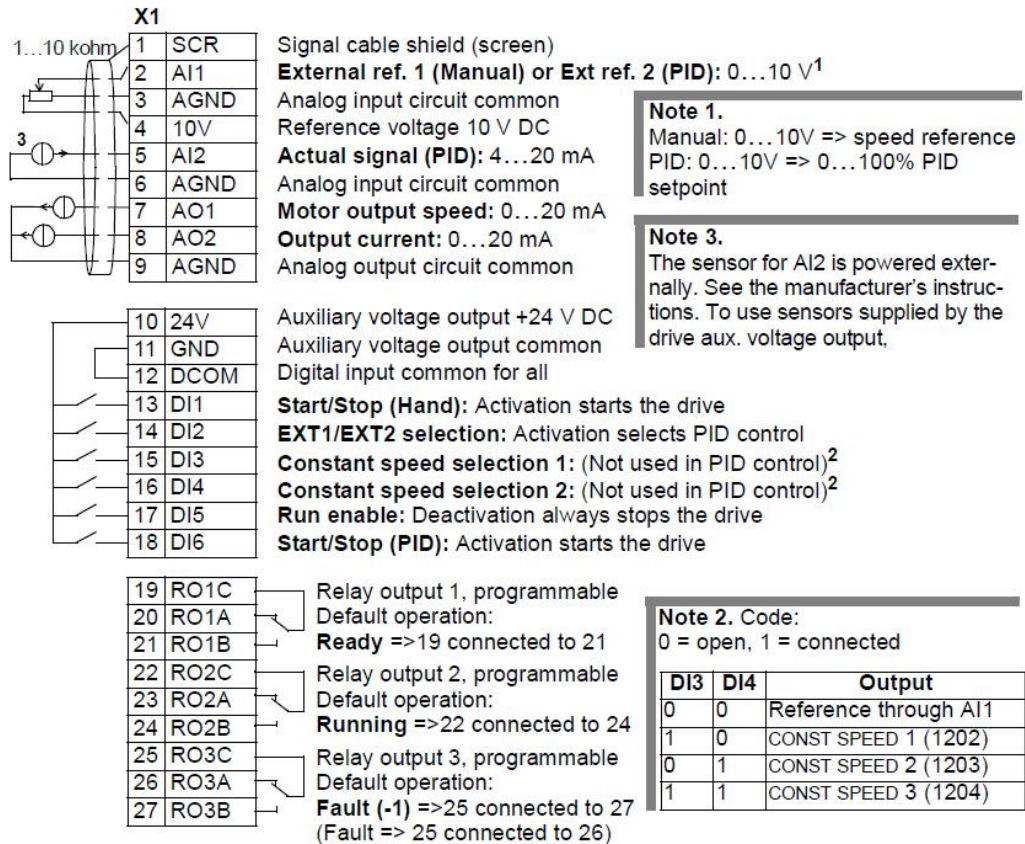 X1
1…10 kohm
1 SCR Signal cable shield (screen)
2 AI1 External ref. 1 (Manual) or Ext ref. 2 (PID): 0…10 V1
3 AGND Analog input circuit common
4 10V Reference voltage 10 V DC
3
5 AI2 Actual signal (PID): 4…20 mA
6 AGND Analog input circuit common
7 AO1 Motor output speed: 0…20 mA
8 AO2 Output current: 0…20 mA
9 AGND Analog output circuit common
Note 1.
Manual: 0…10V => speed reference
PID: 0…10V => 0…100% PID
setpoint
Note 3.
The sensor for AI2 is powered exter-
nally. See the manufacturer's instruc-
tions. To use sensors supplied by the
drive aux. voltage output,
10 24V Auxiliary voltage output +24 V DC
11 GND Auxiliary voltage output common
12 DCOM Digital input common for all
13 DI1 Start/Stop (Hand): Activation starts the drive
14 DI2 EXT1/EXT2 selection: Activation selects PID control
15 DI3 Constant speed selection 1: (Not used in PID control)2
16 DI4 Constant speed selection 2: (Not used in PID control)2
17 DI5 Run enable: Deactivation always stops the drive
18 DI6 Start/Stop (PID): Activation starts the drive
19 RO1C Relay output 1, programmable
20 RO1A Default operation:
21 RO1B Ready =>19 connected to 21
22 RO2C Relay output 2, programmable
23 RO2A Default operation:
24 RO2B Running =>22 connected to 24
25 RO3C Relay output 3, programmable
26 RO3A Default operation:
27 RO3B Fault (-1) =>25 connected to 27
(Fault => 25 connected to 26)
Note 2. Code:
0 = open, 1 = connected
DI3 DI4 Output
0 0 Reference through AI1
1 0 CONST SPEED 1 (1202)
0 1 CONST SPEED 2 (1203)
1 1 CONST SPEED 3 (1204)